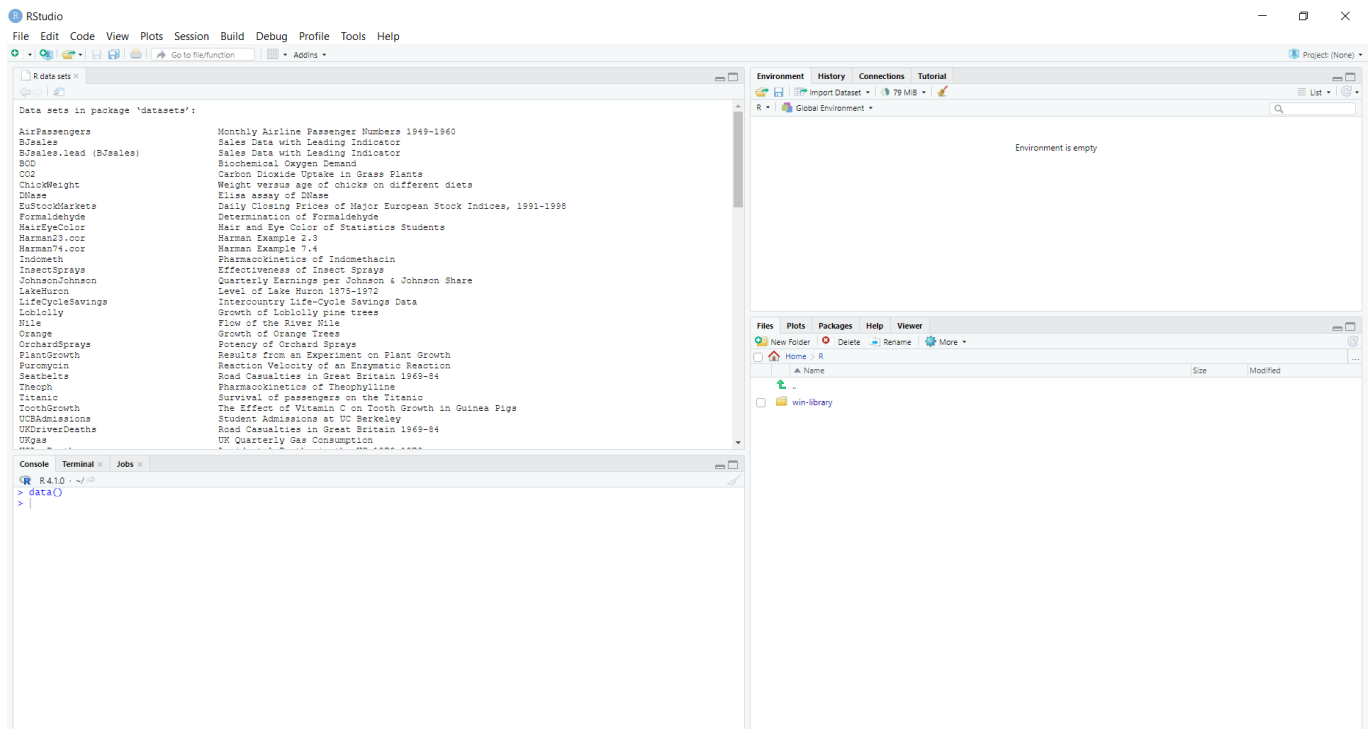 RStudio
File Edit Code View Plots Session Build Debug Profile Tools Help
Go to file/function Addins Project: (None)
R data sets
Data sets in package ‘datasets’:
AirPassengers Monthly Airline Passenger Numbers 1949-1960
BJsales Sales Data with Leading Indicator
BJsales.lead (BJsales) Sales Data with Leading Indicator
BOD Biochemical Oxygen Demand
CO2 Carbon Dioxide Uptake in Grass Plants
ChickWeight Weight versus age of chicks on different diets
DNase Elisa assay of DNase
EuStockMarkets Daily Closing Prices of Major European Stock Indices, 1991-1998
Formaldehyde Determination of Formaldehyde
HairEyeColor Hair and Eye Color of Statistics Students
Harman23.cor Harman Example 2.3
Harman74.cor Harman Example 7.4
Indometh Pharmacokinetics of Indomethacin
InsectSprays Effectiveness of Insect Sprays
JohnsonJohnson Quarterly Earnings per Johnson & Johnson Share
LakeHuron Level of Lake Huron 1875-1972
LifeCycleSavings Intercountry Life-Cycle Savings Data
Loblolly Growth of Loblolly pine trees
Nile Flow of the River Nile
Orange Growth of Orange Trees
OrchardSprays Potency of Orchard Sprays
PlantGrowth Results from an Experiment on Plant Growth
Puromycin Reaction Velocity of an Enzymatic Reaction
Seatbelts Road Casualties in Great Britain 1969-84
Theoph Pharmacokinetics of Theophylline
Titanic Survival of passengers on the Titanic
ToothGrowth The Effect of Vitamin C on Tooth Growth in Guinea Pigs
UCBAdmissions Student Admissions at UC Berkeley
UKDriverDeaths Road Casualties in Great Britain 1969-84
UKgas UK Quarterly Gas Consumption
Console Terminal Jobs
R 4.1.0 · ~/
> data()
>
Environment History Connections Tutorial
Import Dataset 79 MiB List
R Global Environment
Environment is empty
Files Plots Packages Help Viewer
New Folder Delete Rename More
Home R ...
Name Size Modified
..
win-library